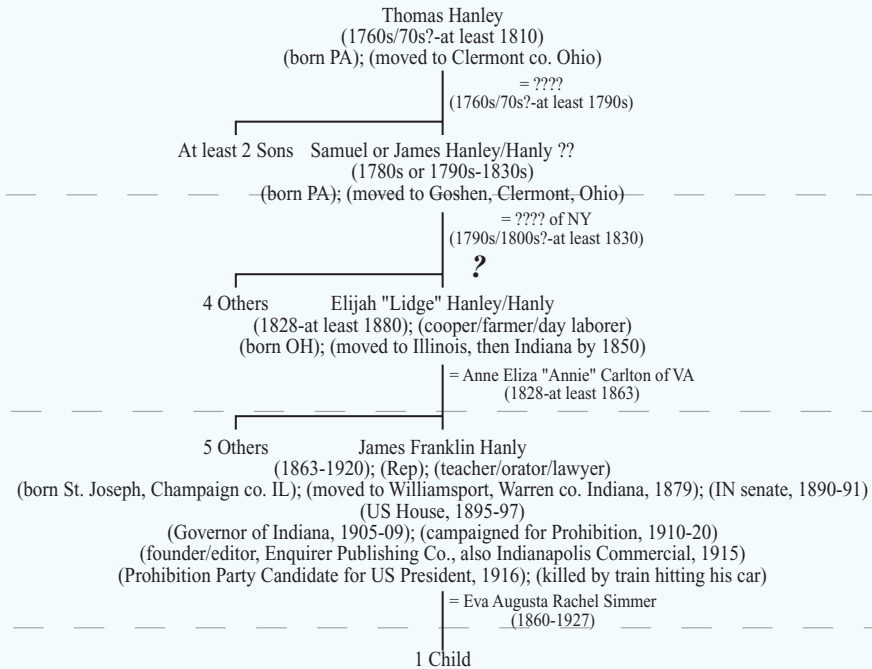 Thomas Hanley
(1760s/70s?-at least 1810)
(born PA); (moved to Clermont co. Ohio)
= ????
(1760s/70s?-at least 1790s)
At least 2 Sons Samuel or James Hanley/Hanly ??
(1780s or 1790s-1830s)
(born PA); (moved to Goshen, Clermont, Ohio)
= ???? of NY
(1790s/1800s?-at least 1830)
?
4 Others Elijah "Lidge" Hanley/Hanly
(1828-at least 1880); (cooper/farmer/day laborer)
(born OH); (moved to Illinois, then Indiana by 1850)
= Anne Eliza "Annie" Carlton of VA
(1828-at least 1863)
5 Others James Franklin Hanly
(1863-1920); (Rep); (teacher/orator/lawyer)
(born St. Joseph, Champaign co. IL); (moved to Williamsport, Warren co. Indiana, 1879); (IN senate, 1890-91)
(US House, 1895-97)
(Governor of Indiana, 1905-09); (campaigned for Prohibition, 1910-20)
(founder/editor, Enquirer Publishing Co., also Indianapolis Commercial, 1915)
(Prohibition Party Candidate for US President, 1916); (killed by train hitting his car)
= Eva Augusta Rachel Simmer
(1860-1927)
1 Child